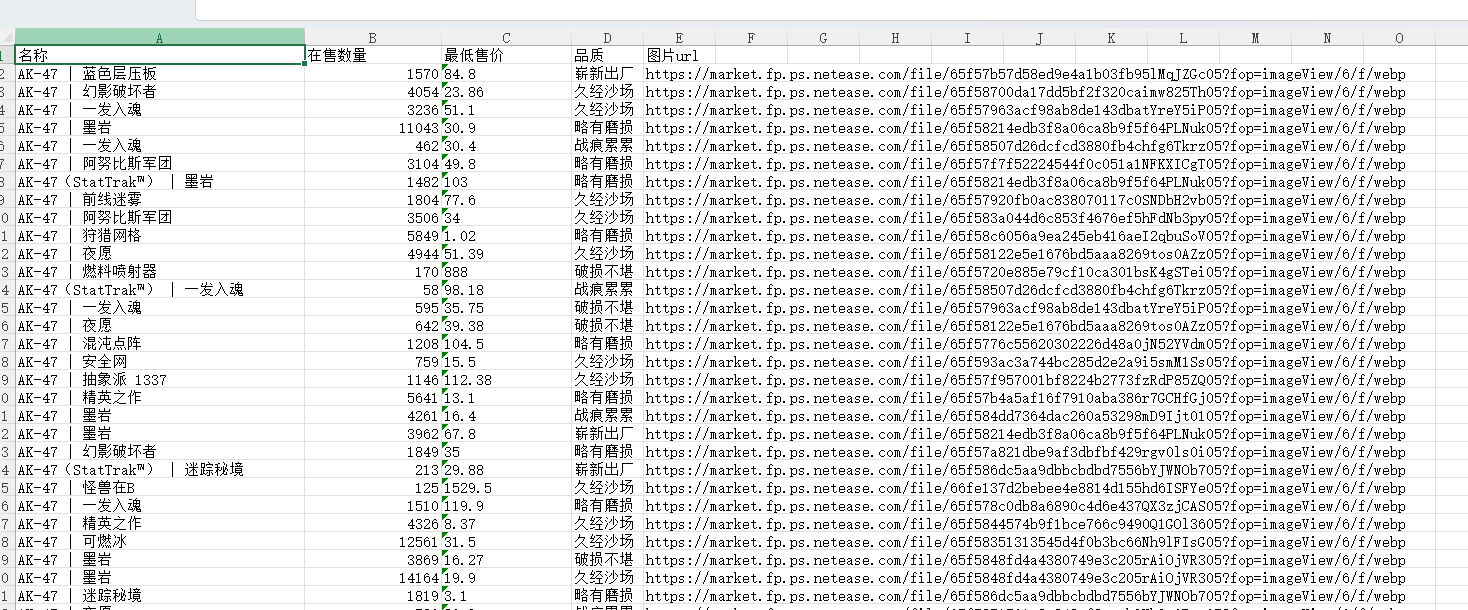 A B C D E F G H I J K L M N O
1 名称 在售数量 最低售价 品质 图片url
2 AK-47 | 蓝色层压板 1570 84.8 崭新出厂 https://market.fp.ps.netease.com/file/65f57b57d58ed9e4a1b03fb95lMqJZGc05?fop=imageView/6/f/webp
3 AK-47 | 幻影破坏者 4054 23.86 久经沙场 https://market.fp.ps.netease.com/file/65f58700da17dd5bf2f320caimw825Th05?fop=imageView/6/f/webp
4 AK-47 | 一发入魂 3236 51.1 久经沙场 https://market.fp.ps.netease.com/file/65f57963acf98ab8de143dbatYreY5iP05?fop=imageView/6/f/webp
5 AK-47 | 墨岩 11043 30.9 略有磨损 https://market.fp.ps.netease.com/file/65f58214edb3f8a06ca8b9f5f64PLNuk05?fop=imageView/6/f/webp
6 AK-47 | 一发入魂 462 30.4 战痕累累 https://market.fp.ps.netease.com/file/65f58507d26dcfcd3880fb4chfg6Tkrz05?fop=imageView/6/f/webp
7 AK-47 | 阿努比斯军团 3104 49.8 略有磨损 https://market.fp.ps.netease.com/file/65f57f7f52224544f0c051a1NFKXICgT05?fop=imageView/6/f/webp
8 AK-47（StatTrak™） | 墨岩 1482 103 略有磨损 https://market.fp.ps.netease.com/file/65f58214edb3f8a06ca8b9f5f64PLNuk05?fop=imageView/6/f/webp
9 AK-47 | 前线迷雾 1804 77.6 久经沙场 https://market.fp.ps.netease.com/file/65f57920fb0ac838070117c0SNDbH2vb05?fop=imageView/6/f/webp
0 AK-47 | 阿努比斯军团 3506 34 久经沙场 https://market.fp.ps.netease.com/file/65f583a044d6c853f4676ef5hFdNb3py05?fop=imageView/6/f/webp
1 AK-47 | 狩猎网格 5849 1.02 略有磨损 https://market.fp.ps.netease.com/file/65f58c6056a9ea245eb416aeI2qbuSoV05?fop=imageView/6/f/webp
2 AK-47 | 夜愿 4944 51.39 久经沙场 https://market.fp.ps.netease.com/file/65f58122e5e1676bd5aaa8269tosOAZz05?fop=imageView/6/f/webp
3 AK-47 | 燃料喷射器 170 888 破损不堪 https://market.fp.ps.netease.com/file/65f5720e885e79cf10ca301bsK4gSTei05?fop=imageView/6/f/webp
4 AK-47（StatTrak™） | 一发入魂 58 98.18 战痕累累 https://market.fp.ps.netease.com/file/65f58507d26dcfcd3880fb4chfg6Tkrz05?fop=imageView/6/f/webp
5 AK-47 | 一发入魂 595 35.75 破损不堪 https://market.fp.ps.netease.com/file/65f57963acf98ab8de143dbatYreY5iP05?fop=imageView/6/f/webp
6 AK-47 | 夜愿 642 39.38 破损不堪 https://market.fp.ps.netease.com/file/65f58122e5e1676bd5aaa8269tosOAZz05?fop=imageView/6/f/webp
7 AK-47 | 混沌点阵 1208 104.5 略有磨损 https://market.fp.ps.netease.com/file/65f5776c55620302226d48a0jN52YVdm05?fop=imageView/6/f/webp
8 AK-47 | 安全网 759 15.5 久经沙场 https://market.fp.ps.netease.com/file/65f593ac3a744bc285d2e2a9i5smM1Ss05?fop=imageView/6/f/webp
9 AK-47 | 抽象派 1337 1146 112.38 久经沙场 https://market.fp.ps.netease.com/file/65f57f957001bf8224b2773fzRdP85ZQ05?fop=imageView/6/f/webp
0 AK-47 | 精英之作 5641 13.1 略有磨损 https://market.fp.ps.netease.com/file/65f57b4a5af16f7910aba386r7GCHfGj05?fop=imageView/6/f/webp
1 AK-47 | 墨岩 4261 16.4 战痕累累 https://market.fp.ps.netease.com/file/65f584dd7364dac260a53298mD9Ijt0105?fop=imageView/6/f/webp
2 AK-47 | 墨岩 3962 67.8 崭新出厂 https://market.fp.ps.netease.com/file/65f58214edb3f8a06ca8b9f5f64PLNuk05?fop=imageView/6/f/webp
3 AK-47 | 幻影破坏者 1849 35 略有磨损 https://market.fp.ps.netease.com/file/65f57a821dbe9af3dbfbf429rgv0ls0i05?fop=imageView/6/f/webp
4 AK-47（StatTrak™） | 迷踪秘境 213 29.88 崭新出厂 https://market.fp.ps.netease.com/file/65f586dc5aa9dbbcbdbd7556bYJWNOb705?fop=imageView/6/f/webp
5 AK-47 | 怪兽在B 125 1529.5 久经沙场 https://market.fp.ps.netease.com/file/66fe137d2bebee4e8814d155hd6ISFYe05?fop=imageView/6/f/webp
6 AK-47 | 一发入魂 1510 119.9 略有磨损 https://market.fp.ps.netease.com/file/65f578c0db8a6890c4d6e437QX3zjCAS05?fop=imageView/6/f/webp
7 AK-47 | 精英之作 4326 8.37 久经沙场 https://market.fp.ps.netease.com/file/65f5844574b9f1bce766c9490Q1GOl3605?fop=imageView/6/f/webp
8 AK-47 | 可燃冰 12561 31.5 久经沙场 https://market.fp.ps.netease.com/file/65f58351313545d4f0b3bc66Nh9lFIsG05?fop=imageView/6/f/webp
9 AK-47 | 墨岩 3869 16.27 破损不堪 https://market.fp.ps.netease.com/file/65f5848fd4a4380749e3c205rAiOjVR305?fop=imageView/6/f/webp
0 AK-47 | 墨岩 14164 19.9 久经沙场 https://market.fp.ps.netease.com/file/65f5848fd4a4380749e3c205rAiOjVR305?fop=imageView/6/f/webp
1 AK-47 | 迷踪秘境 1819 3.1 略有磨损 https://market.fp.ps.netease.com/file/65f586dc5aa9dbbcbdbd7556bYJWNOb705?fop=imageView/6/f/webp